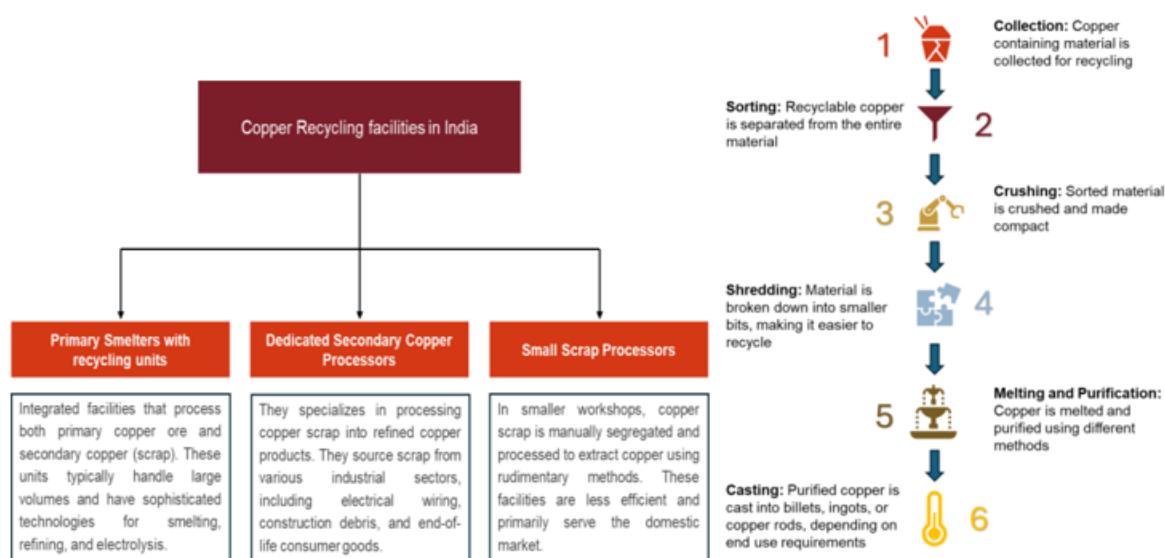 Copper Recycling facilities in India
Primary Smelters with
recycling units
Integrated facilities that process
both primary copper ore and
secondary copper (scrap). These
units typically handle large
volumes and have sophisticated
technologies for smelting,
refining, and electrolysis.
Dedicated Secondary Copper
Processors
They specializes in processing
copper scrap into refined copper
products. They source scrap from
various industrial sectors,
including electrical wiring,
construction debris, and end-of-
life consumer goods.
Small Scrap Processors
In smaller workshops, copper
scrap is manually segregated and
processed to extract copper using
rudimentary methods. These
facilities are less efficient and
primarily serve the domestic
market.
1
Collection: Copper
containing material is
collected for recycling
Sorting: Recyclable copper
is separated from the entire
material
2
3
Crushing: Sorted material
is crushed and made
compact
Shredding: Material is
broken down into smaller
bits, making it easier to
recycle
4
5
Melting and Purification:
Copper is melted and
purified using different
methods
Casting: Purified copper is
cast into billets, ingots, or
copper rods, depending on
end use requirements
6